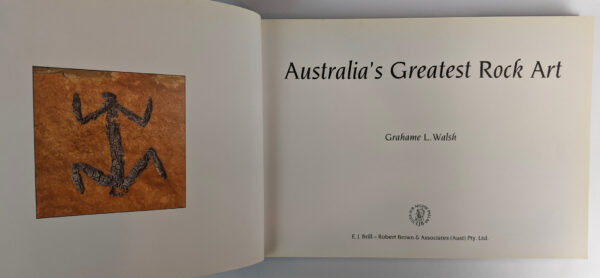 Australia's Greatest Rock Art
Grahame L. Walsh
E. J. Brill – Robert Brown & Associates (Aust) Pty. Ltd.